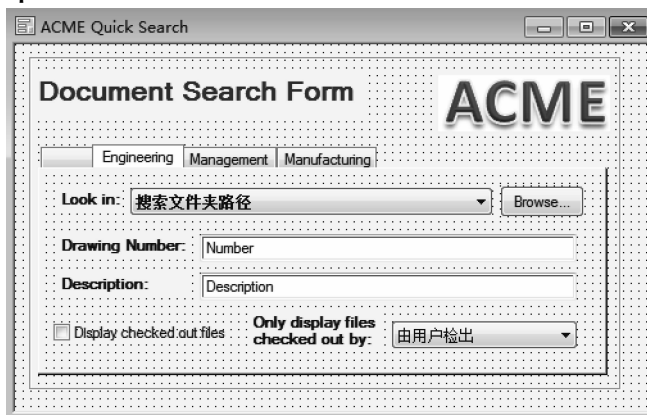 ACME Quick Search
Document Search Form
ACME
Engineering Management Manufacturing
Look in: 搜索文件夹路径 Browse...
Drawing Number: Number
Description: Description
Display checked out files
Only display files
checked out by: 由用户检出